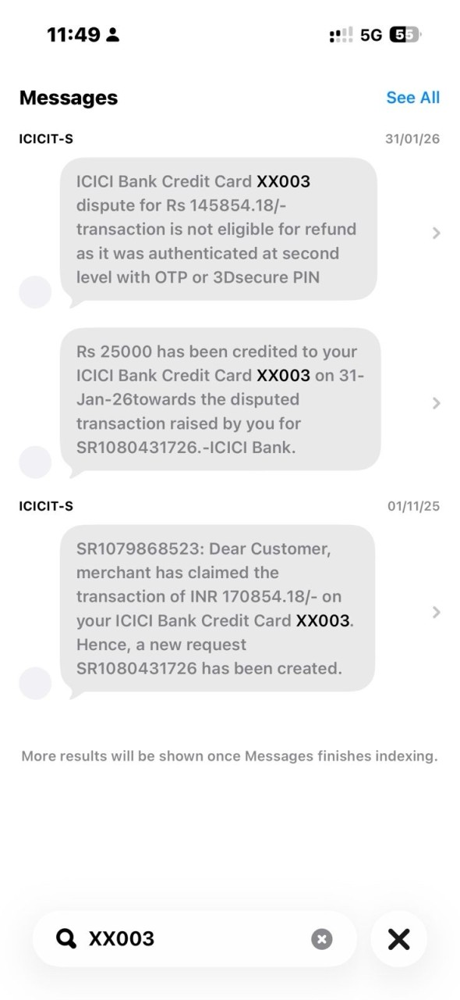 11:49
5G 55
Messages See All
ICICIT-S 31/01/26
ICICI Bank Credit Card XX003
dispute for Rs 145854.18/-
transaction is not eligible for refund
as it was authenticated at second
level with OTP or 3Dsecure PIN
Rs 25000 has been credited to your
ICICI Bank Credit Card XX003 on 31-
Jan-26towards the disputed
transaction raised by you for
SR1080431726.-ICICI Bank.
ICICIT-S 01/11/25
SR1079868523: Dear Customer,
merchant has claimed the
transaction of INR 170854.18/- on
your ICICI Bank Credit Card XX003.
Hence, a new request
SR1080431726 has been created.
More results will be shown once Messages finishes indexing.
XX003